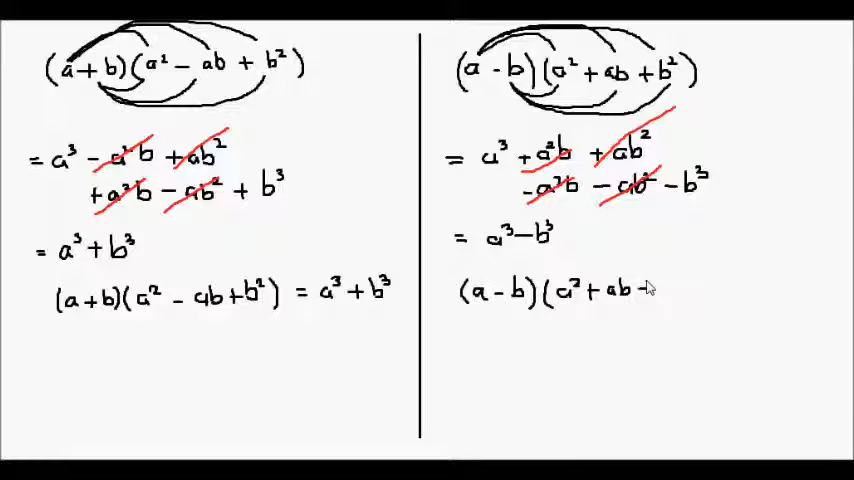 (a + b)(a² - ab + b²)
= a³ - a²b + ab²
+ a²b - ab² + b³
= a³ + b³
(a + b)(a² - ab + b²) = a³ + b³
(a - b)(a² + ab + b²)
= a³ + a²b + ab²
- a²b - ab² - b³
= a³ - b³
(a - b)(a² + ab -